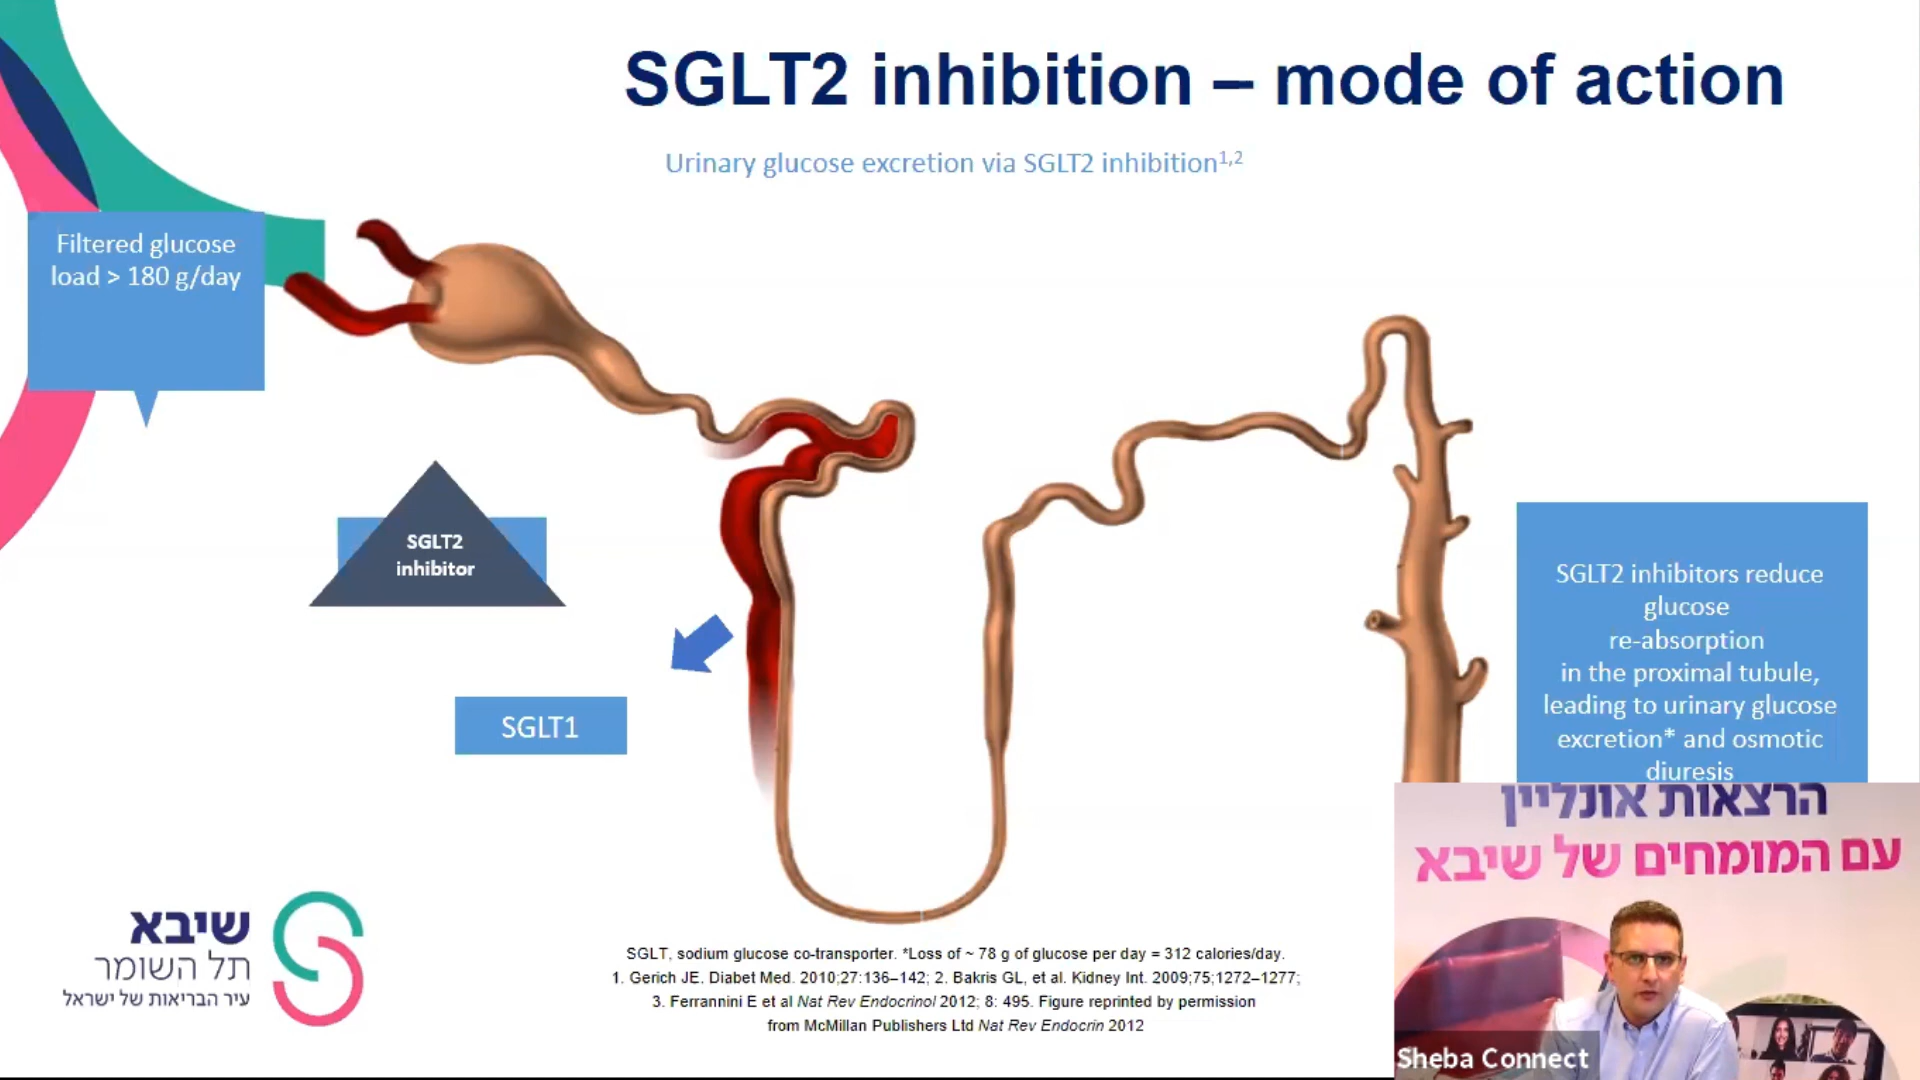 SGLT2 inhibition – mode of action
Urinary glucose excretion via SGLT2 inhibition1,2
Filtered glucose
load > 180 g/day
SGLT2
inhibitor
SGLT1
SGLT2 inhibitors reduce
glucose
re-absorption
in the proximal tubule,
leading to urinary glucose
excretion* and osmotic
diuresis
SGLT, sodium glucose co-transporter. *Loss of ~ 78 g of glucose per day = 312 calories/day.
1. Gerich JE. Diabet Med. 2010;27:136–142; 2. Bakris GL, et al. Kidney Int. 2009;75;1272–1277;
3. Ferrannini E et al Nat Rev Endocrinol 2012; 8: 495. Figure reprinted by permission
from McMillan Publishers Ltd Nat Rev Endocrin 2012
שיבא
תל השומר
עיר הבריאות של ישראל
הרצאות אונליין
עם המומחים של שיבא
Sheba Connect